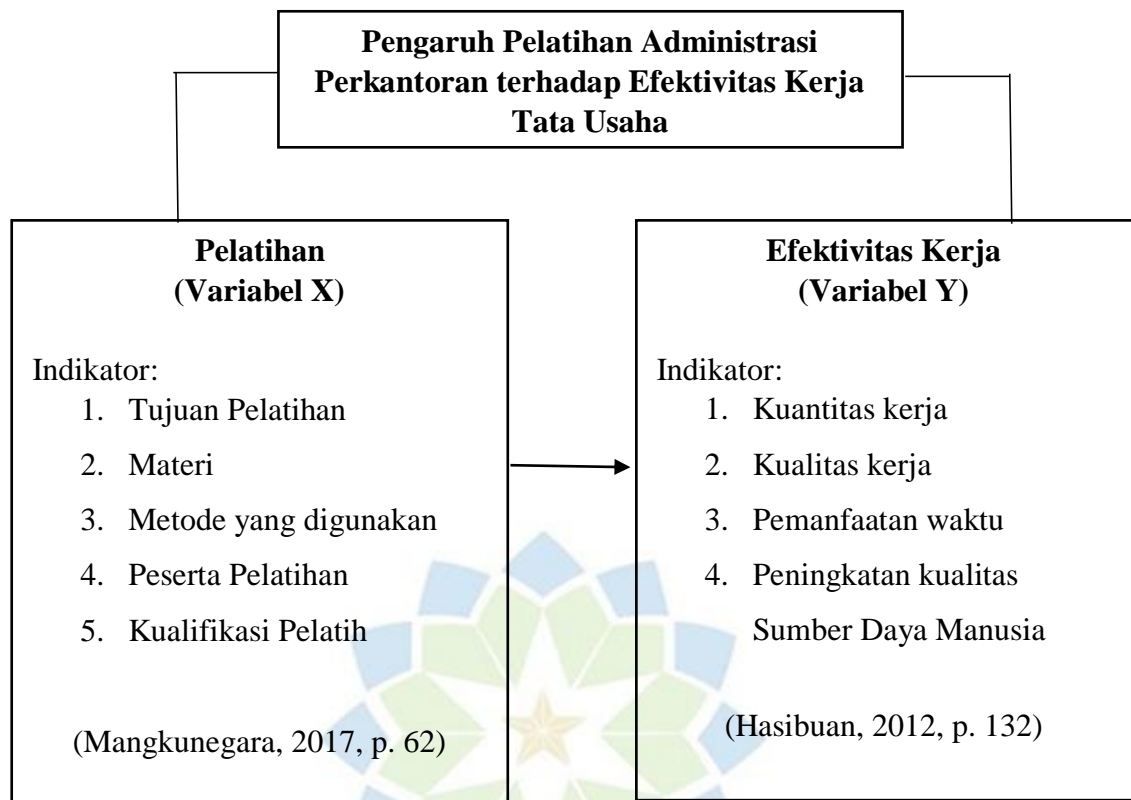 Pengaruh Pelatihan Administrasi
Perkantoran terhadap Efektivitas Kerja
Tata Usaha
Pelatihan
(Variabel X)
Indikator:
1. Tujuan Pelatihan
2. Materi
3. Metode yang digunakan
4. Peserta Pelatihan
5. Kualifikasi Pelatih
(Mangkunegara, 2017, p. 62)
Efektivitas Kerja
(Variabel Y)
Indikator:
1. Kuantitas kerja
2. Kualitas kerja
3. Pemanfaatan waktu
4. Peningkatan kualitas
Sumber Daya Manusia
(Hasibuan, 2012, p. 132)